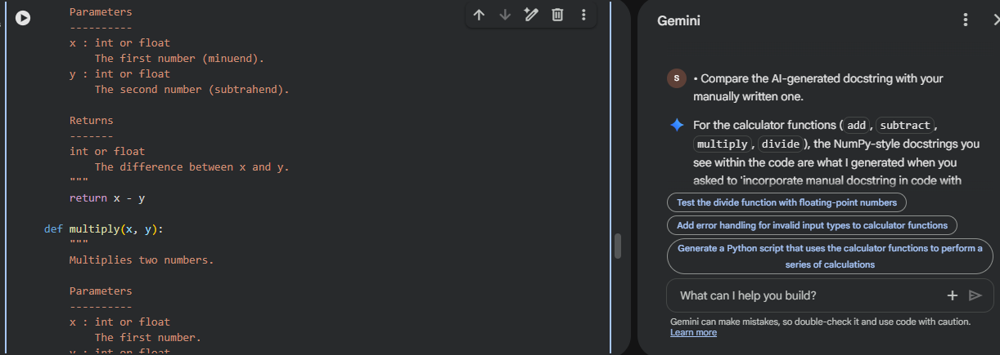 Parameters
----------
x : int or float
The first number (minuend).
y : int or float
The second number (subtrahend).
Returns
-------
int or float
The difference between x and y.
"""
return x - y
def multiply(x, y):
"""
Multiplies two numbers.
Parameters
----------
x : int or float
The first number.
y : int or float
Gemini
S
• Compare the AI-generated docstring with your
manually written one.
For the calculator functions ( add, subtract,
multiply, divide ), the NumPy-style docstrings you
see within the code are what I generated when you
asked to 'incorporate manual docstring in code with
Test the divide function with floating-point numbers
Add error handling for invalid input types to calculator functions
Generate a Python script that uses the calculator functions to perform a
series of calculations
What can I help you build?
Gemini can make mistakes, so double-check it and use code with caution.
Learn more